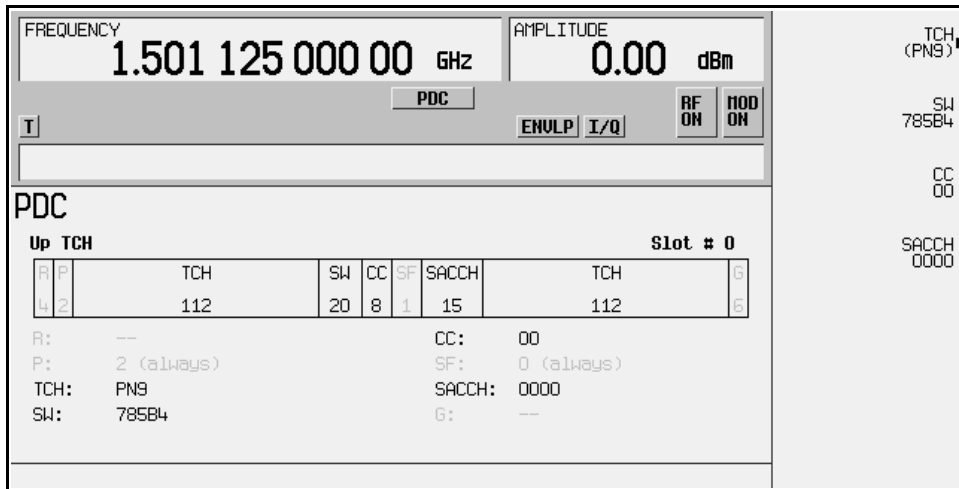 FREQUENCY
1.501 125 000 00 GHz
AMPLITUDE
0.00 dBm
PDC
T
ENVLP I/Q
RF ON
MOD ON
PDC
Up TCH
Slot # 0
R P TCH SW CC SF SACCH TCH G
4 2 112 20 8 1 15 112 6
R: --
CC: 00
P: 2 (always)
SF: 0 (always)
TCH: PN9
SACCH: 0000
SW: 785B4
G: --
TCH
(PN9)
SW
785B4
CC
00
SACCH
0000